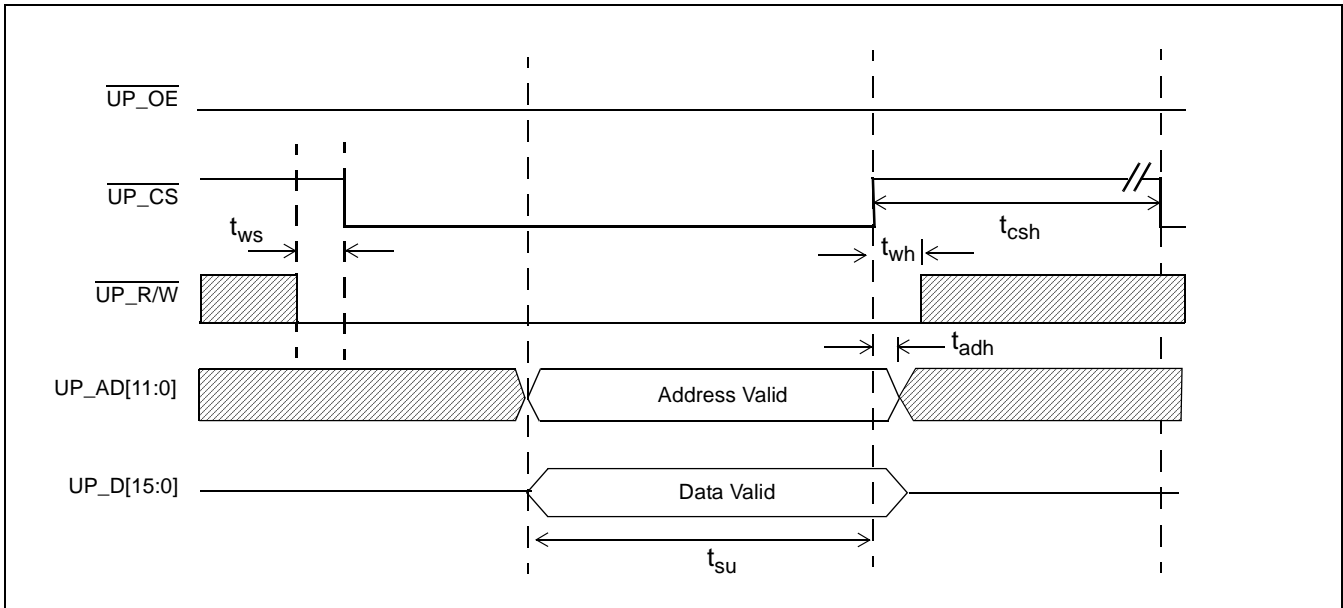 UP_OE
UP_CS
t_ws
t_csh
t_wh
UP_R/W
t_adh
UP_AD[11:0]
Address Valid
UP_D[15:0]
Data Valid
t_su